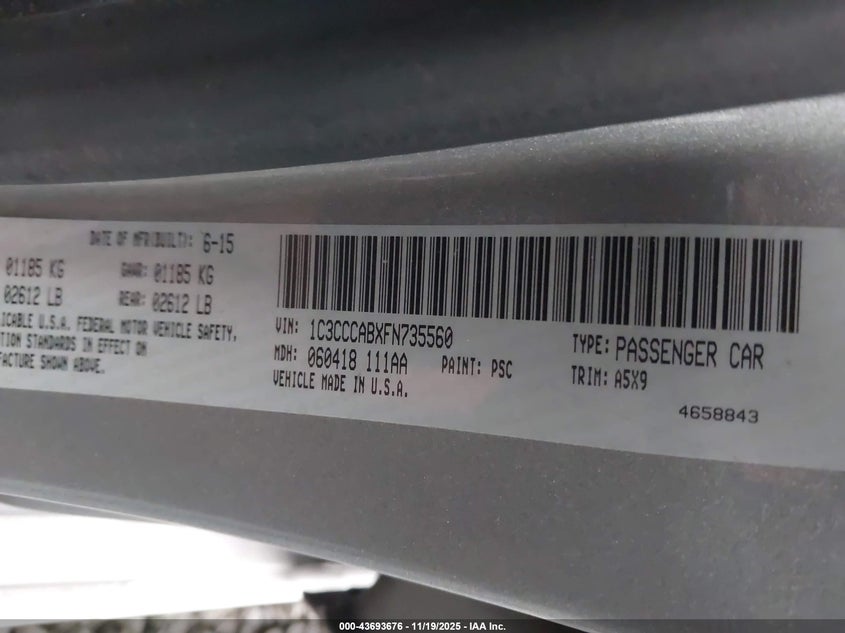 DATE OF MFR(BUILT): 6-15
01185 KG GAWR: 01185 KG
02612 LB REAR: 02612 LB
LICABLE U.S.A. FEDERAL MOTOR VEHICLE SAFETY,
TION STANDARDS IN EFFECT ON
FACTURE SHOWN ABOVE.
VIN: 1C3CCCABXFN735560
MDH: 060418 111AA PAINT: PSC
VEHICLE MADE IN U.S.A.
TYPE: PASSENGER CAR
TRIM: A5X9
4658843
000-43693676 - 11/19/2025 - IAA Inc.